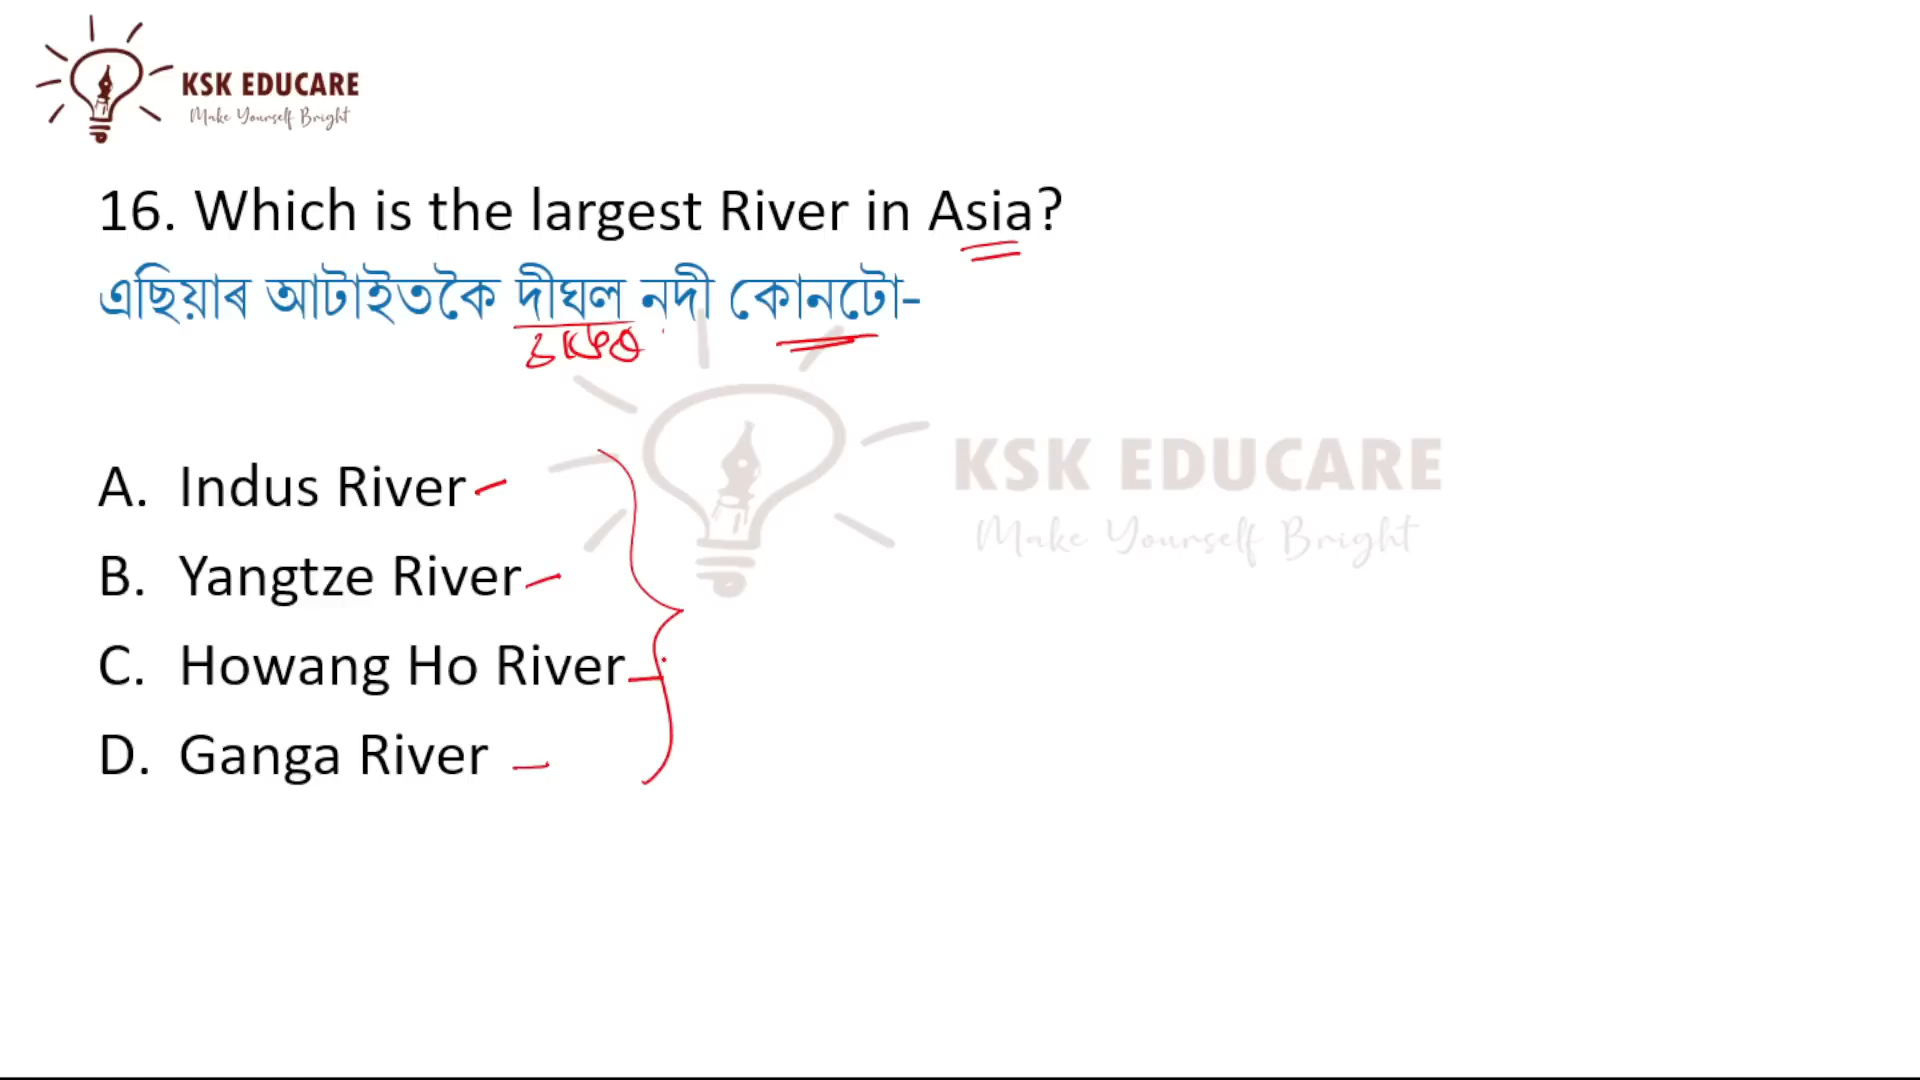 KSK EDUCARE
Make Yourself Bright
16. Which is the largest River in Asia?
এছিয়াৰ আটাইতকৈ দীঘল নদী কোনটো-
A. Indus River
B. Yangtze River
C. Howang Ho River
D. Ganga River
KSK EDUCARE
Make Yourself Bright